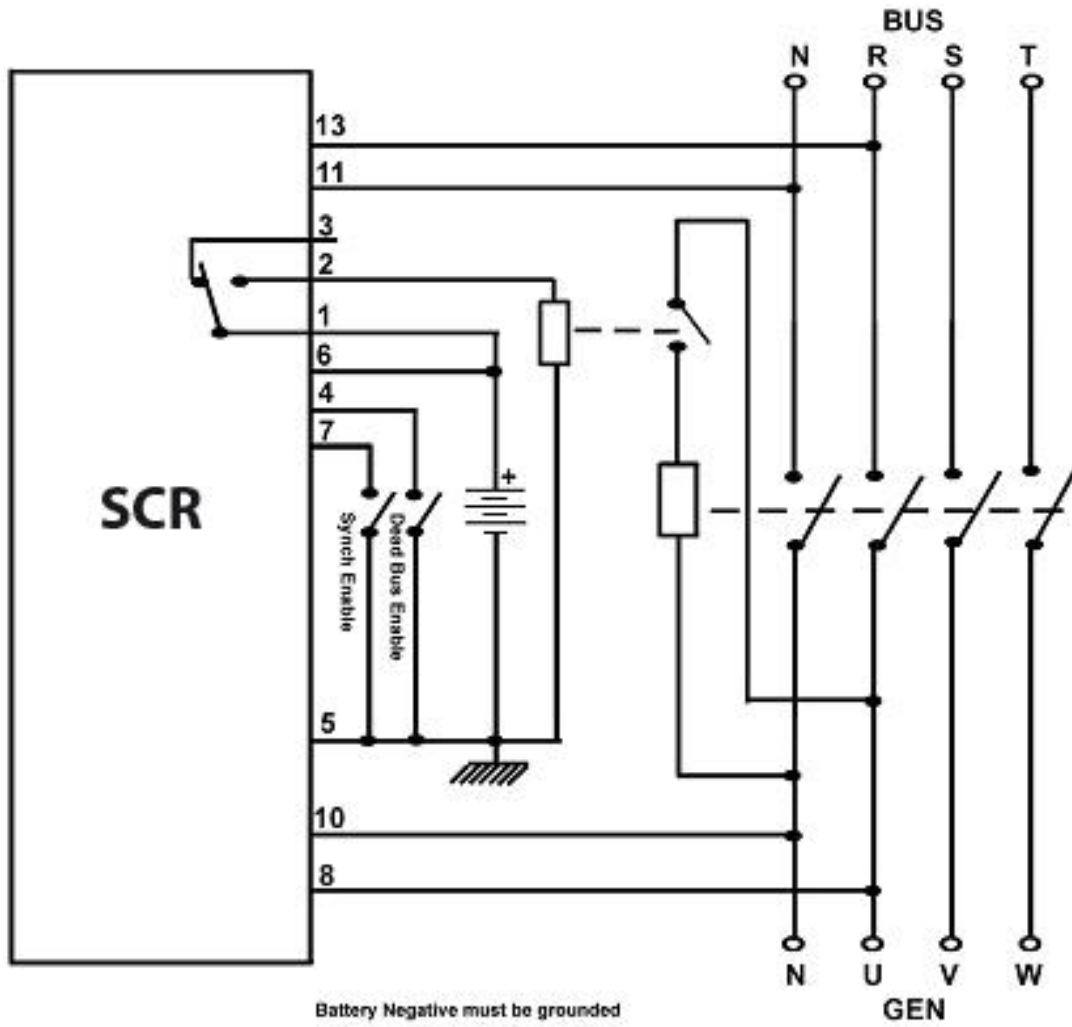 BUS
N R S T
13
11
3
2
1
6
4
7
+
SCR
Synch Enable
Dead Bus Enable
5
10
8
N U V W
Battery Negative must be grounded
GEN